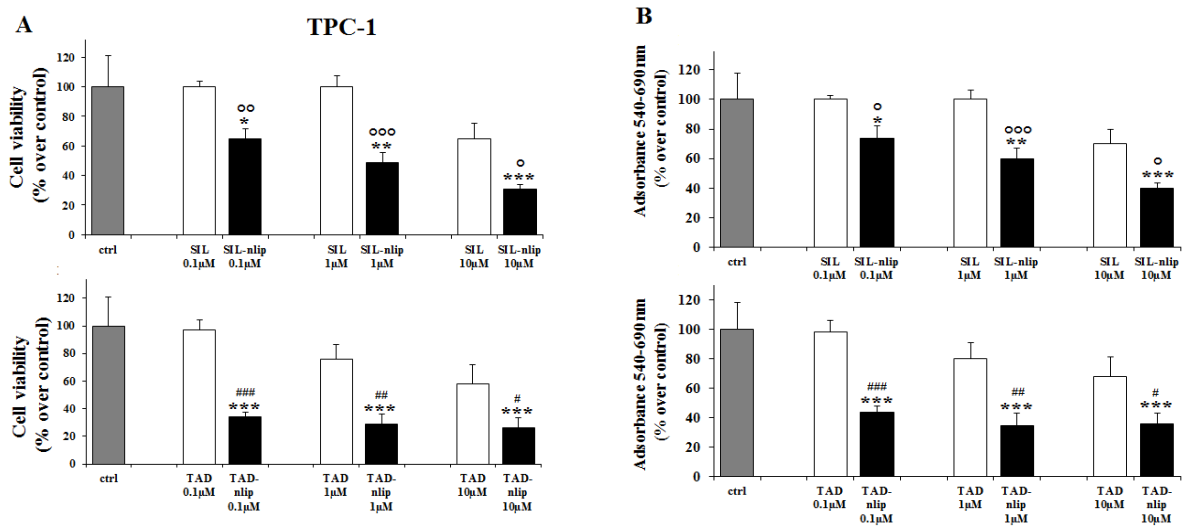 A
TPC-1
B
Cell viability
(% over control)
120
100
80
60
40
20
0
°°
*
°°°
**
°
***
ctrl
SIL
0.1µM
SIL-nlip
0.1µM
SIL
1µM
SIL-nlip
1µM
SIL
10µM
SIL-nlip
10µM
Adsorbance 540-690nm
(% over control)
120
100
80
60
40
20
0
°
*
°°°
**
°
***
ctrl
SIL
0.1µM
SIL-nlip
0.1µM
SIL
1µM
SIL-nlip
1µM
SIL
10µM
SIL-nlip
10µM
Cell viability
(% over control)
120
100
80
60
40
20
0
###
***
##
***
#
***
ctrl
TAD
0.1µM
TAD-
nlip
0.1µM
TAD
1µM
TAD-
nlip
1µM
TAD
10µM
TAD-
nlip
10µM
Adsorbance 540-690nm
(% over control)
120
100
80
60
40
20
0
###
***
##
***
#
***
ctrl
TAD
0.1µM
TAD-
nlip
0.1µM
TAD
1µM
TAD-
nlip
1µM
TAD
10µM
TAD-
nlip
10µM